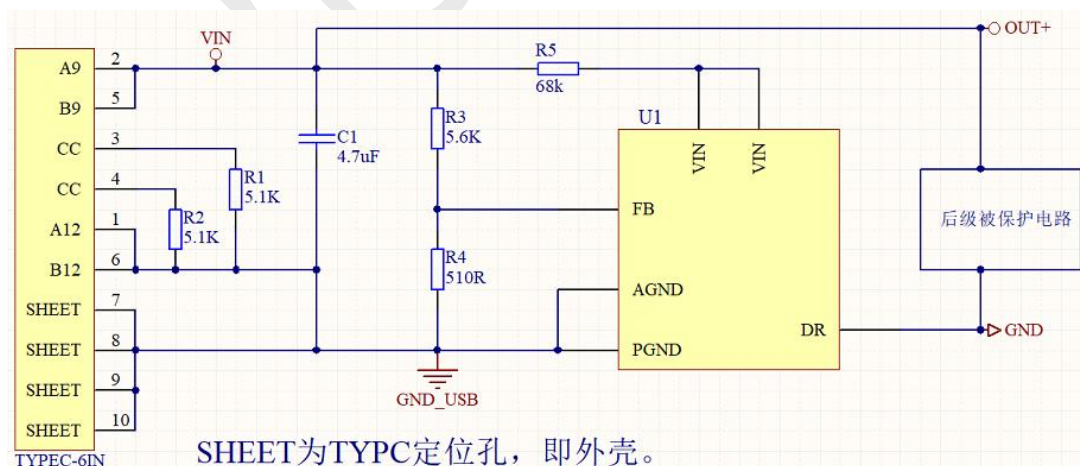 OUT+
VIN
A9 2
R5
68k
B9 5
U1
CC 3
R3
5.6K
C1
4.7uF
VIN
VIN
CC 4
R1
5.1K
A12 1
R2
5.1K
FB
后级被保护电路
B12 6
R4
510R
SHEET 7
AGND
SHEET 8
PGND
DR
GND
SHEET 9
GND_USB
SHEET 10
TYPEC-6IN
SHEET为TYPC定位孔，即外壳。